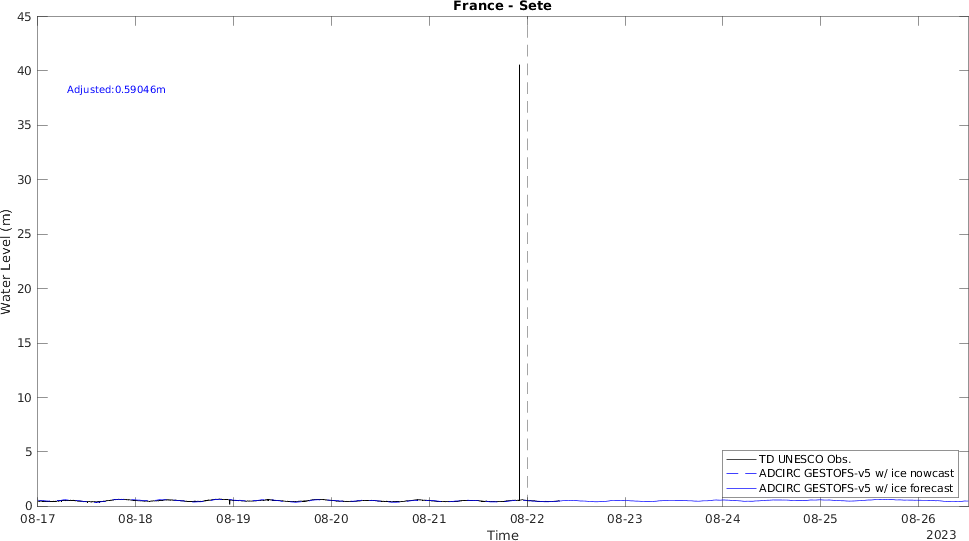 France - Sete
45
40
35
30
25
20
15
10
5
0
Water Level (m)
Adjusted:0.59046m
TD UNESCO Obs.
ADCIRC GESTOFS-v5 w/ ice nowcast
ADCIRC GESTOFS-v5 w/ ice forecast
08-17 08-18 08-19 08-20 08-21 08-22 08-23 08-24 08-25 08-26
Time
2023